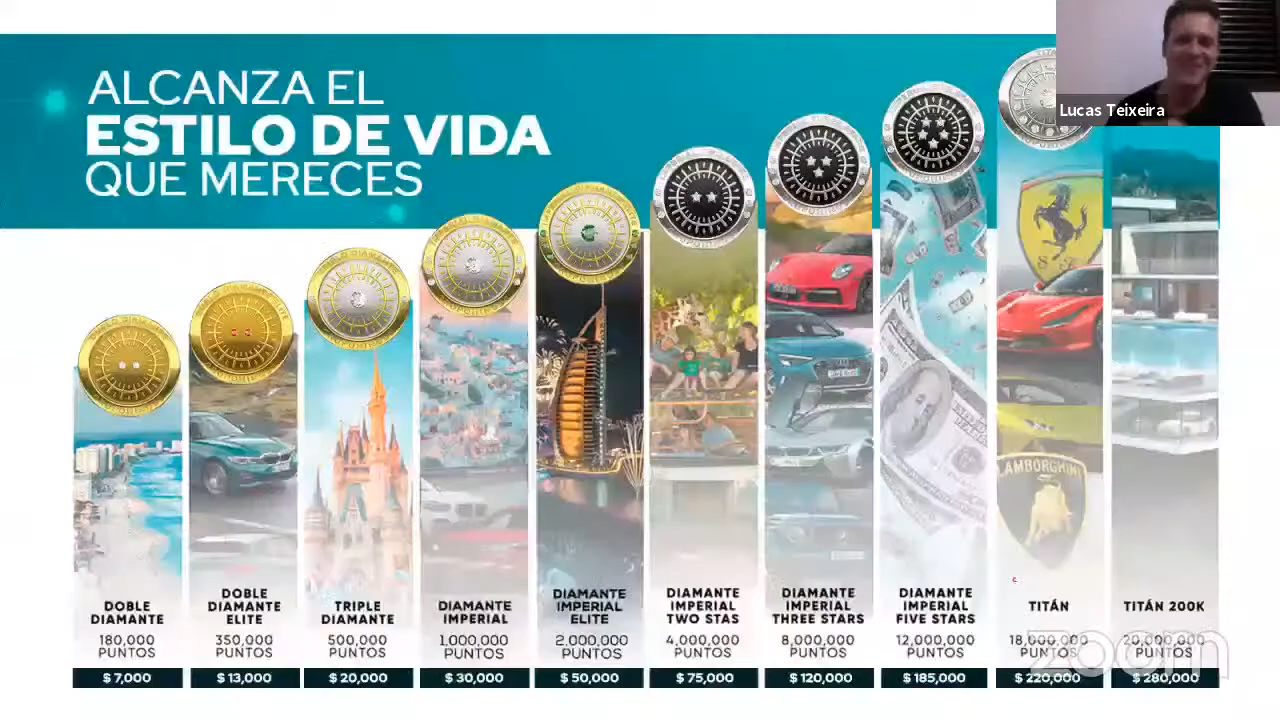 ALCANZA EL
ESTILO DE VIDA
QUE MERECES
Lucas Teixeira
LAMBORGHINI
DOBLE
DIAMANTE
180,000
PUNTOS
$ 7,000
DOBLE
DIAMANTE
ELITE
350,000
PUNTOS
$ 13,000
TRIPLE
DIAMANTE
500,000
PUNTOS
$ 20,000
DIAMANTE
IMPERIAL
1,000,000
PUNTOS
$ 30,000
DIAMANTE
IMPERIAL
ELITE
2,000,000
PUNTOS
$ 50,000
DIAMANTE
IMPERIAL
TWO STAS
4,000,000
PUNTOS
$ 75,000
DIAMANTE
IMPERIAL
THREE STARS
8,000,000
PUNTOS
$ 120,000
DIAMANTE
IMPERIAL
FIVE STARS
12,000,000
PUNTOS
$ 185,000
TITÁN
18,000,000
PUNTOS
$ 220,000
TITÁN 200K
20,000,000
PUNTOS
$ 280,000
zoom